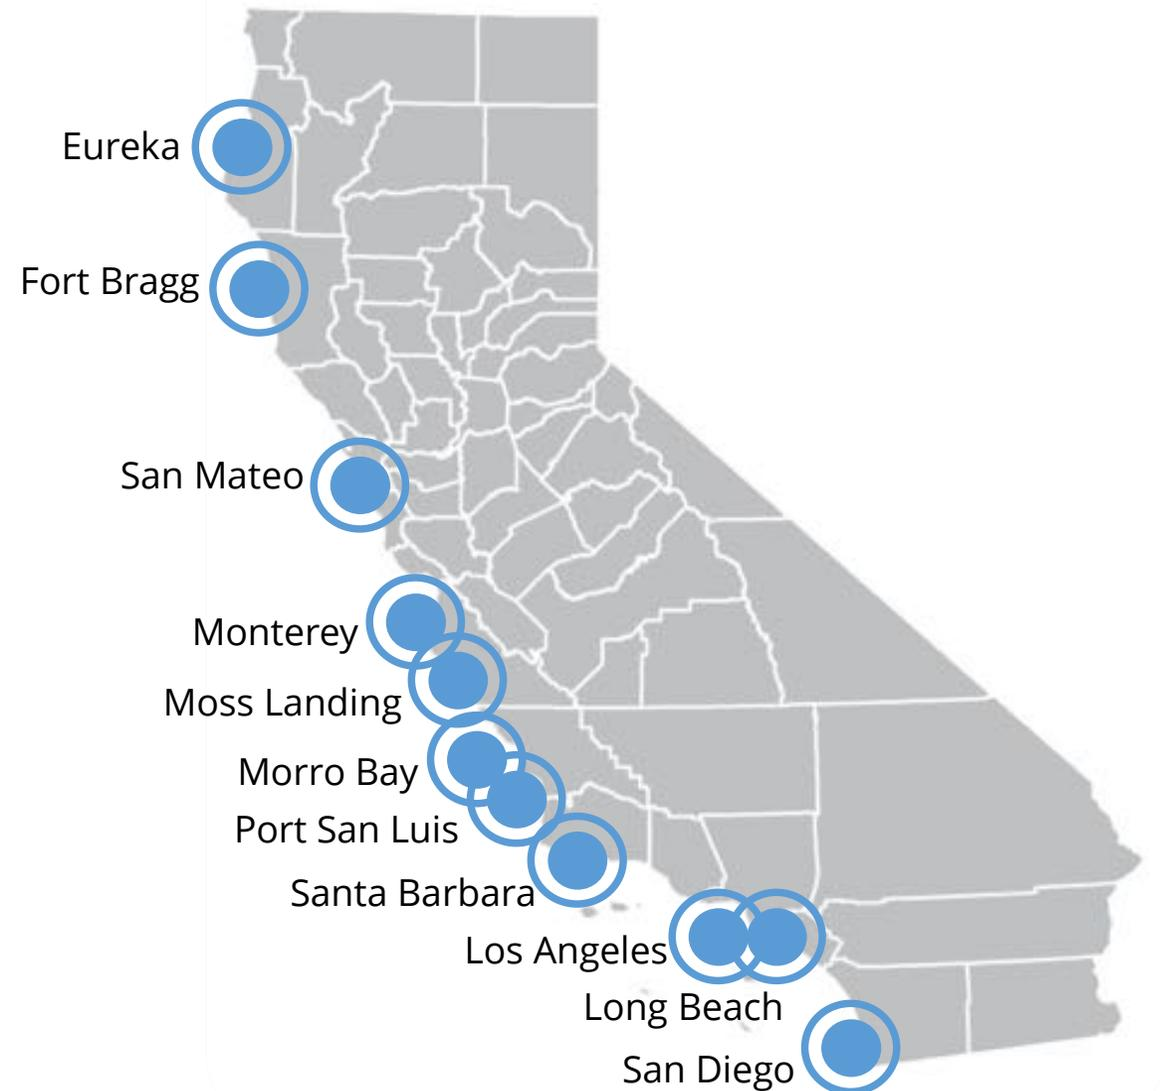 Eureka
Fort Bragg
San Mateo
Monterey
Moss Landing
Morro Bay
Port San Luis
Santa Barbara
Los Angeles
Long Beach
San Diego